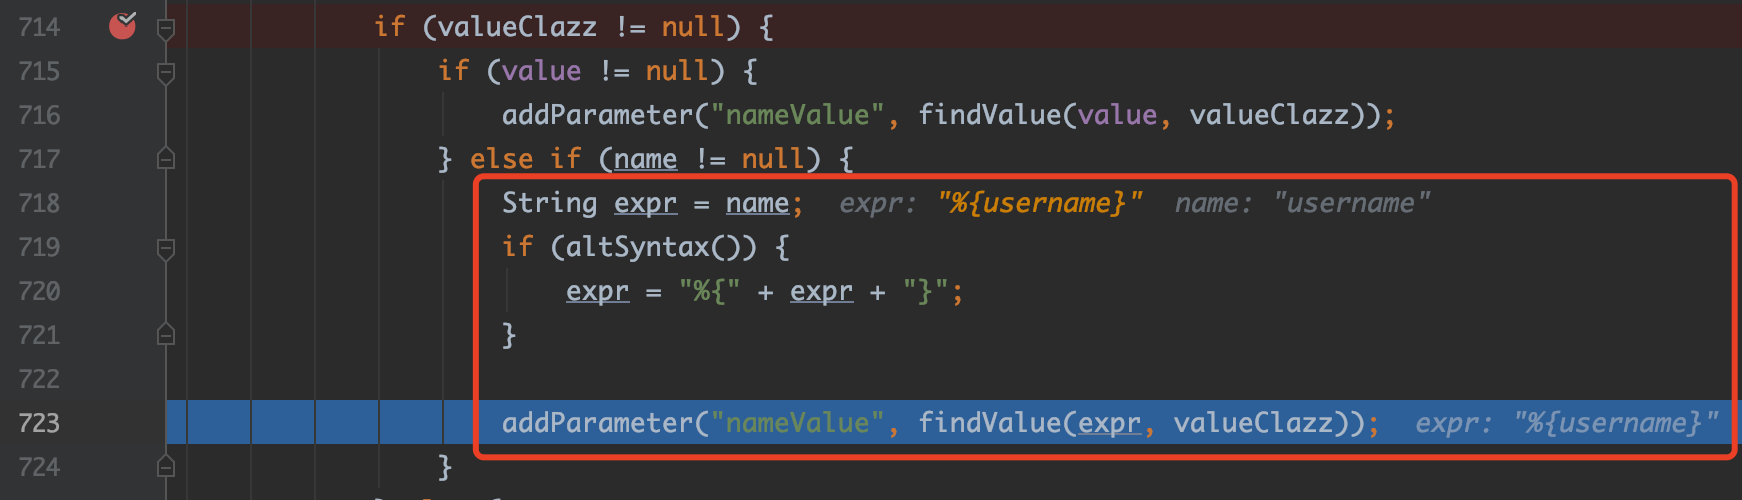 714 if (valueClazz != null) {
715 if (value != null) {
716 addParameter("nameValue", findValue(value, valueClazz));
717 } else if (name != null) {
718 String expr = name; expr: "%{username}" name: "username"
719 if (altSyntax()) {
720 expr = "%{" + expr + "}";
721 }
722
723 addParameter("nameValue", findValue(expr, valueClazz)); expr: "%{username}"
724 }